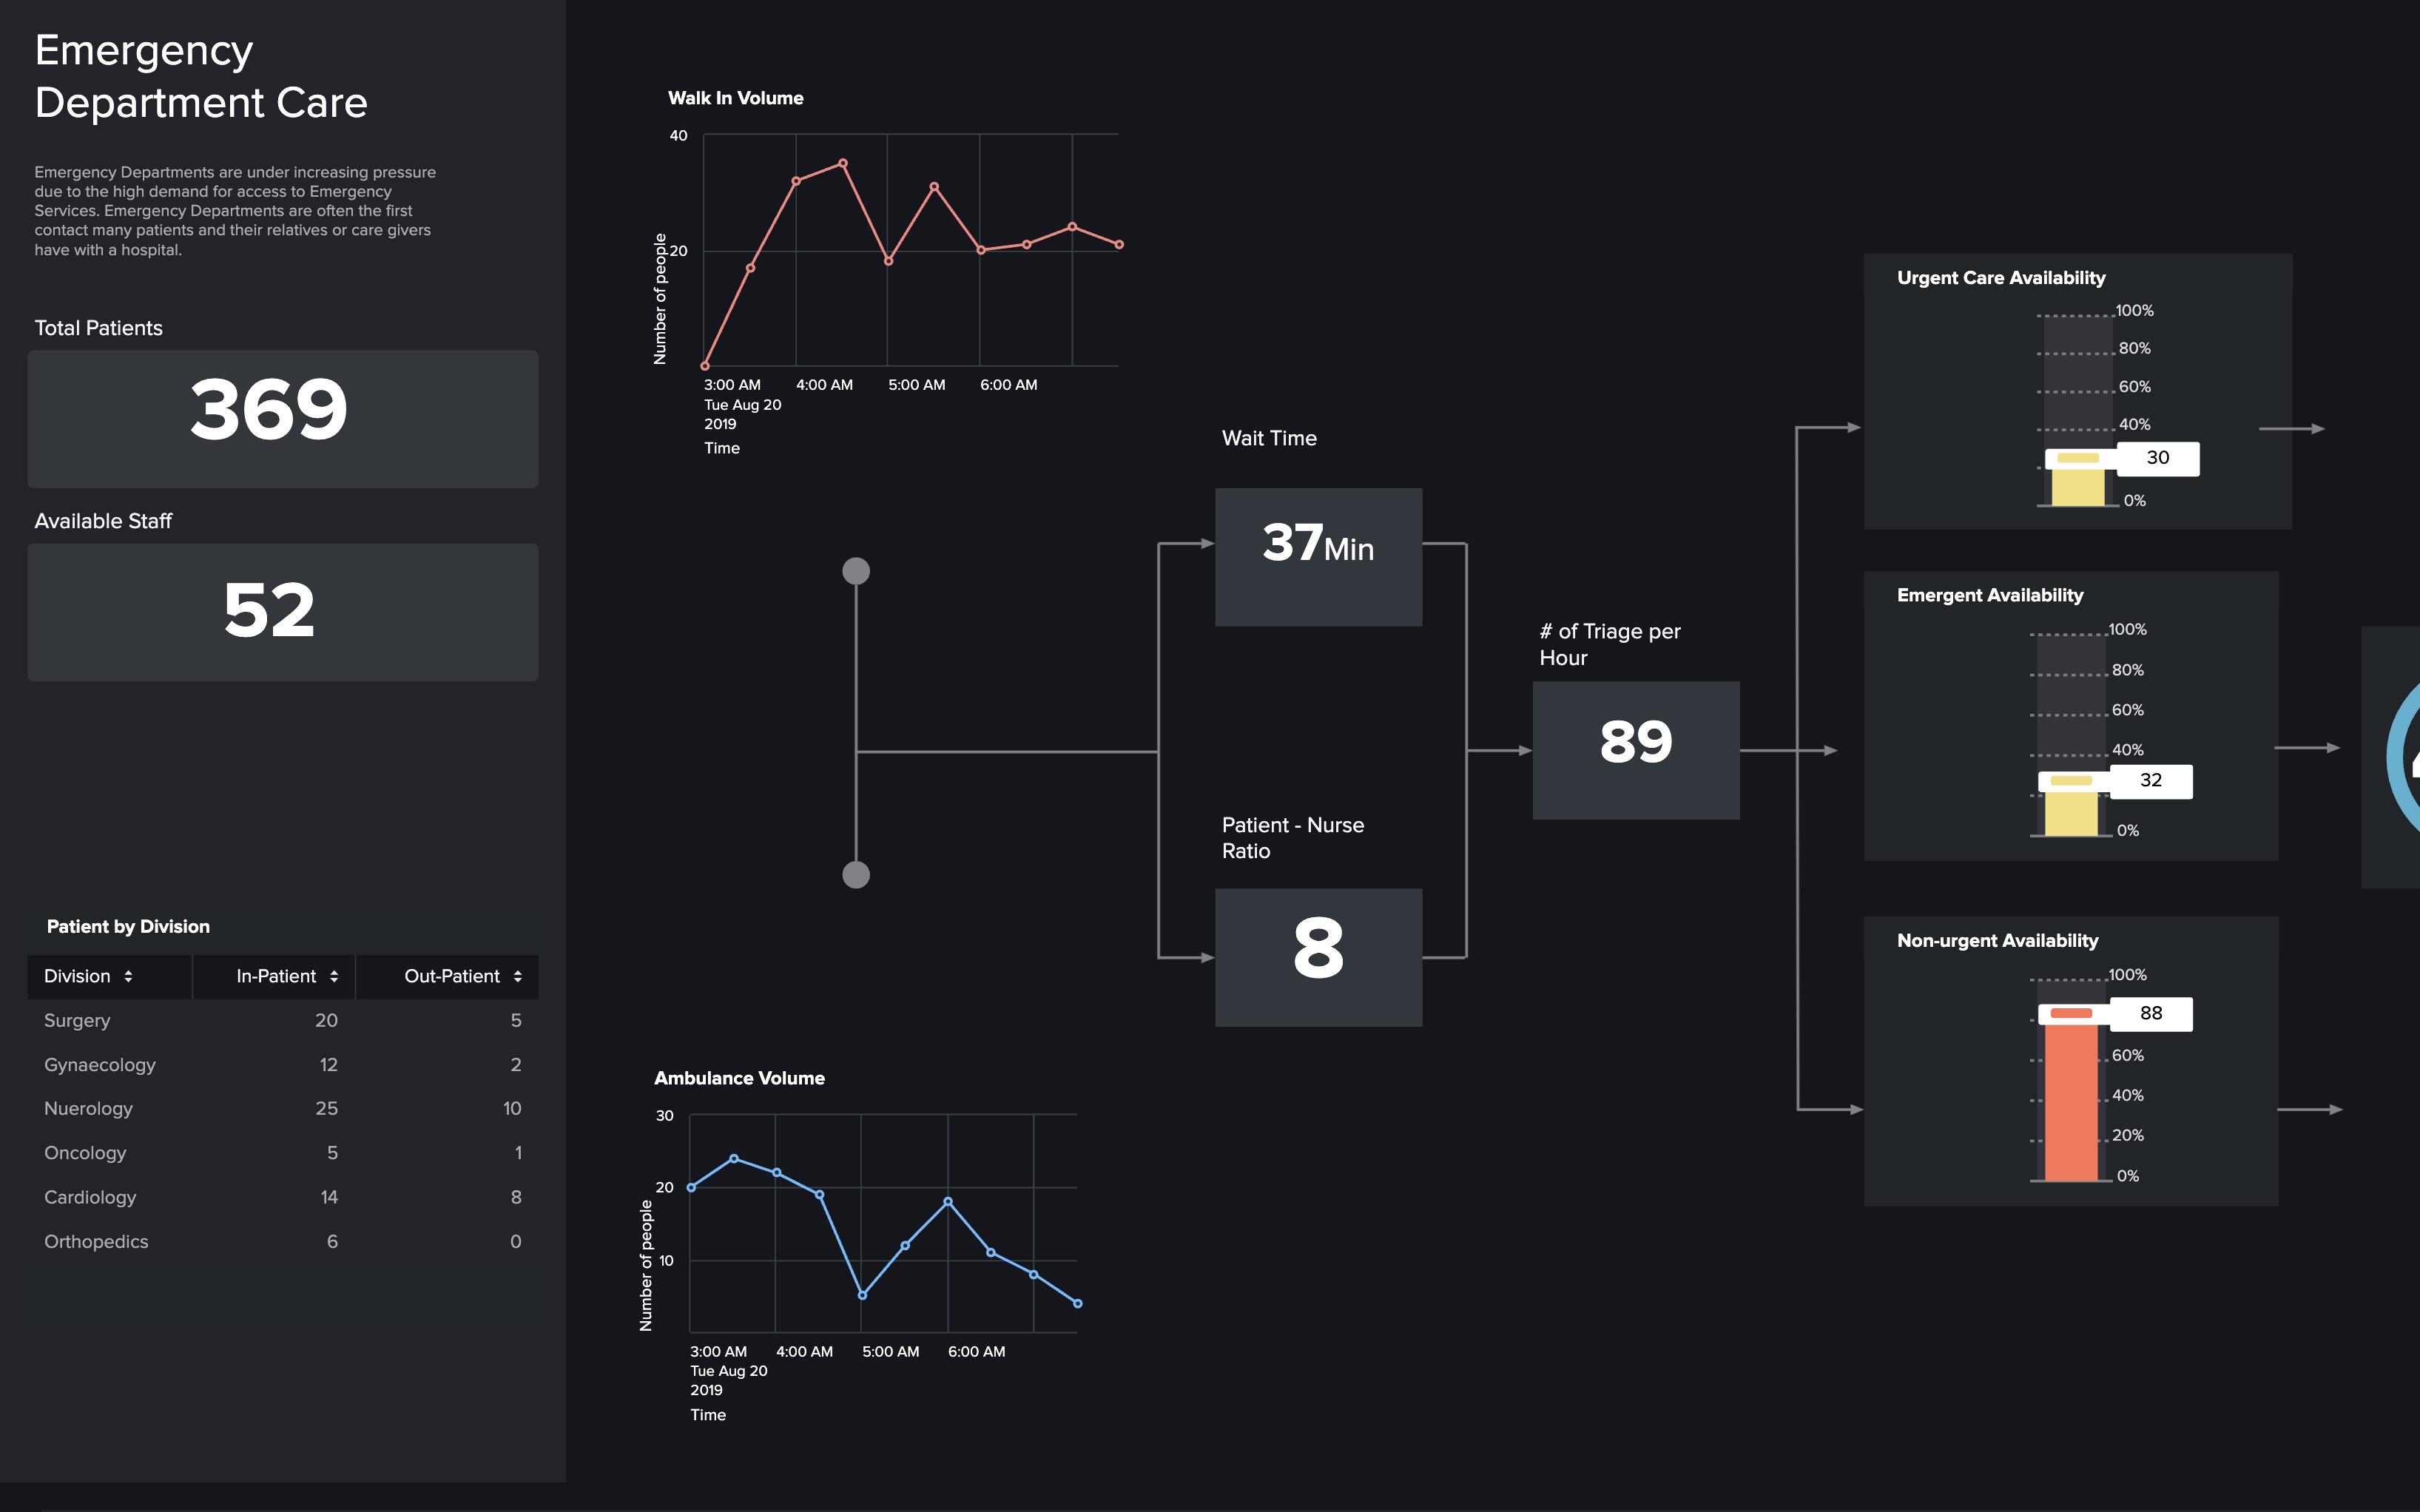 Emergency
Department Care
Emergency Departments are under increasing pressure
due to the high demand for access to Emergency
Services. Emergency Departments are often the first
contact many patients and their relatives or care givers
have with a hospital.
Total Patients
369
Available Staff
52
Patient by Division
Division In-Patient Out-Patient
Surgery 20 5
Gynaecology 12 2
Nuerology 25 10
Oncology 5 1
Cardiology 14 8
Orthopedics 6 0
Walk In Volume
40
20
Number of people
3:00 AM 4:00 AM 5:00 AM 6:00 AM
Tue Aug 20
2019
Time
Ambulance Volume
30
20
10
Number of people
3:00 AM 4:00 AM 5:00 AM 6:00 AM
Tue Aug 20
2019
Time
Wait Time
37Min
Patient - Nurse
Ratio
8
# of Triage per
Hour
89
Urgent Care Availability
100%
80%
60%
40%
30
0%
Emergent Availability
100%
80%
60%
40%
32
0%
Non-urgent Availability
100%
88
60%
40%
20%
0%